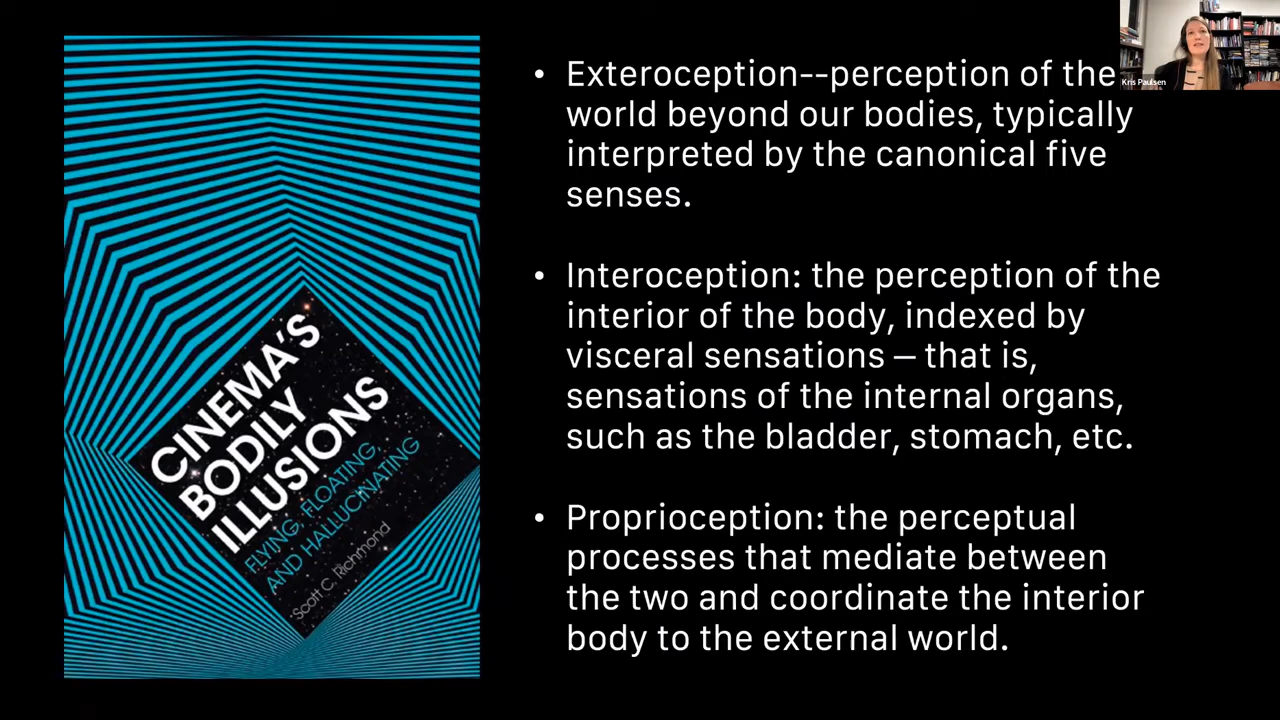 CINEMA'S
BODILY
ILLUSIONS
FLYING, FLOATING,
AND HALLUCINATING
Scott C. Richmond
• Exteroception--perception of the
world beyond our bodies, typically
interpreted by the canonical five
senses.
• Interoception: the perception of the
interior of the body, indexed by
visceral sensations – that is,
sensations of the internal organs,
such as the bladder, stomach, etc.
• Proprioception: the perceptual
processes that mediate between
the two and coordinate the interior
body to the external world.
Kris Paulsen